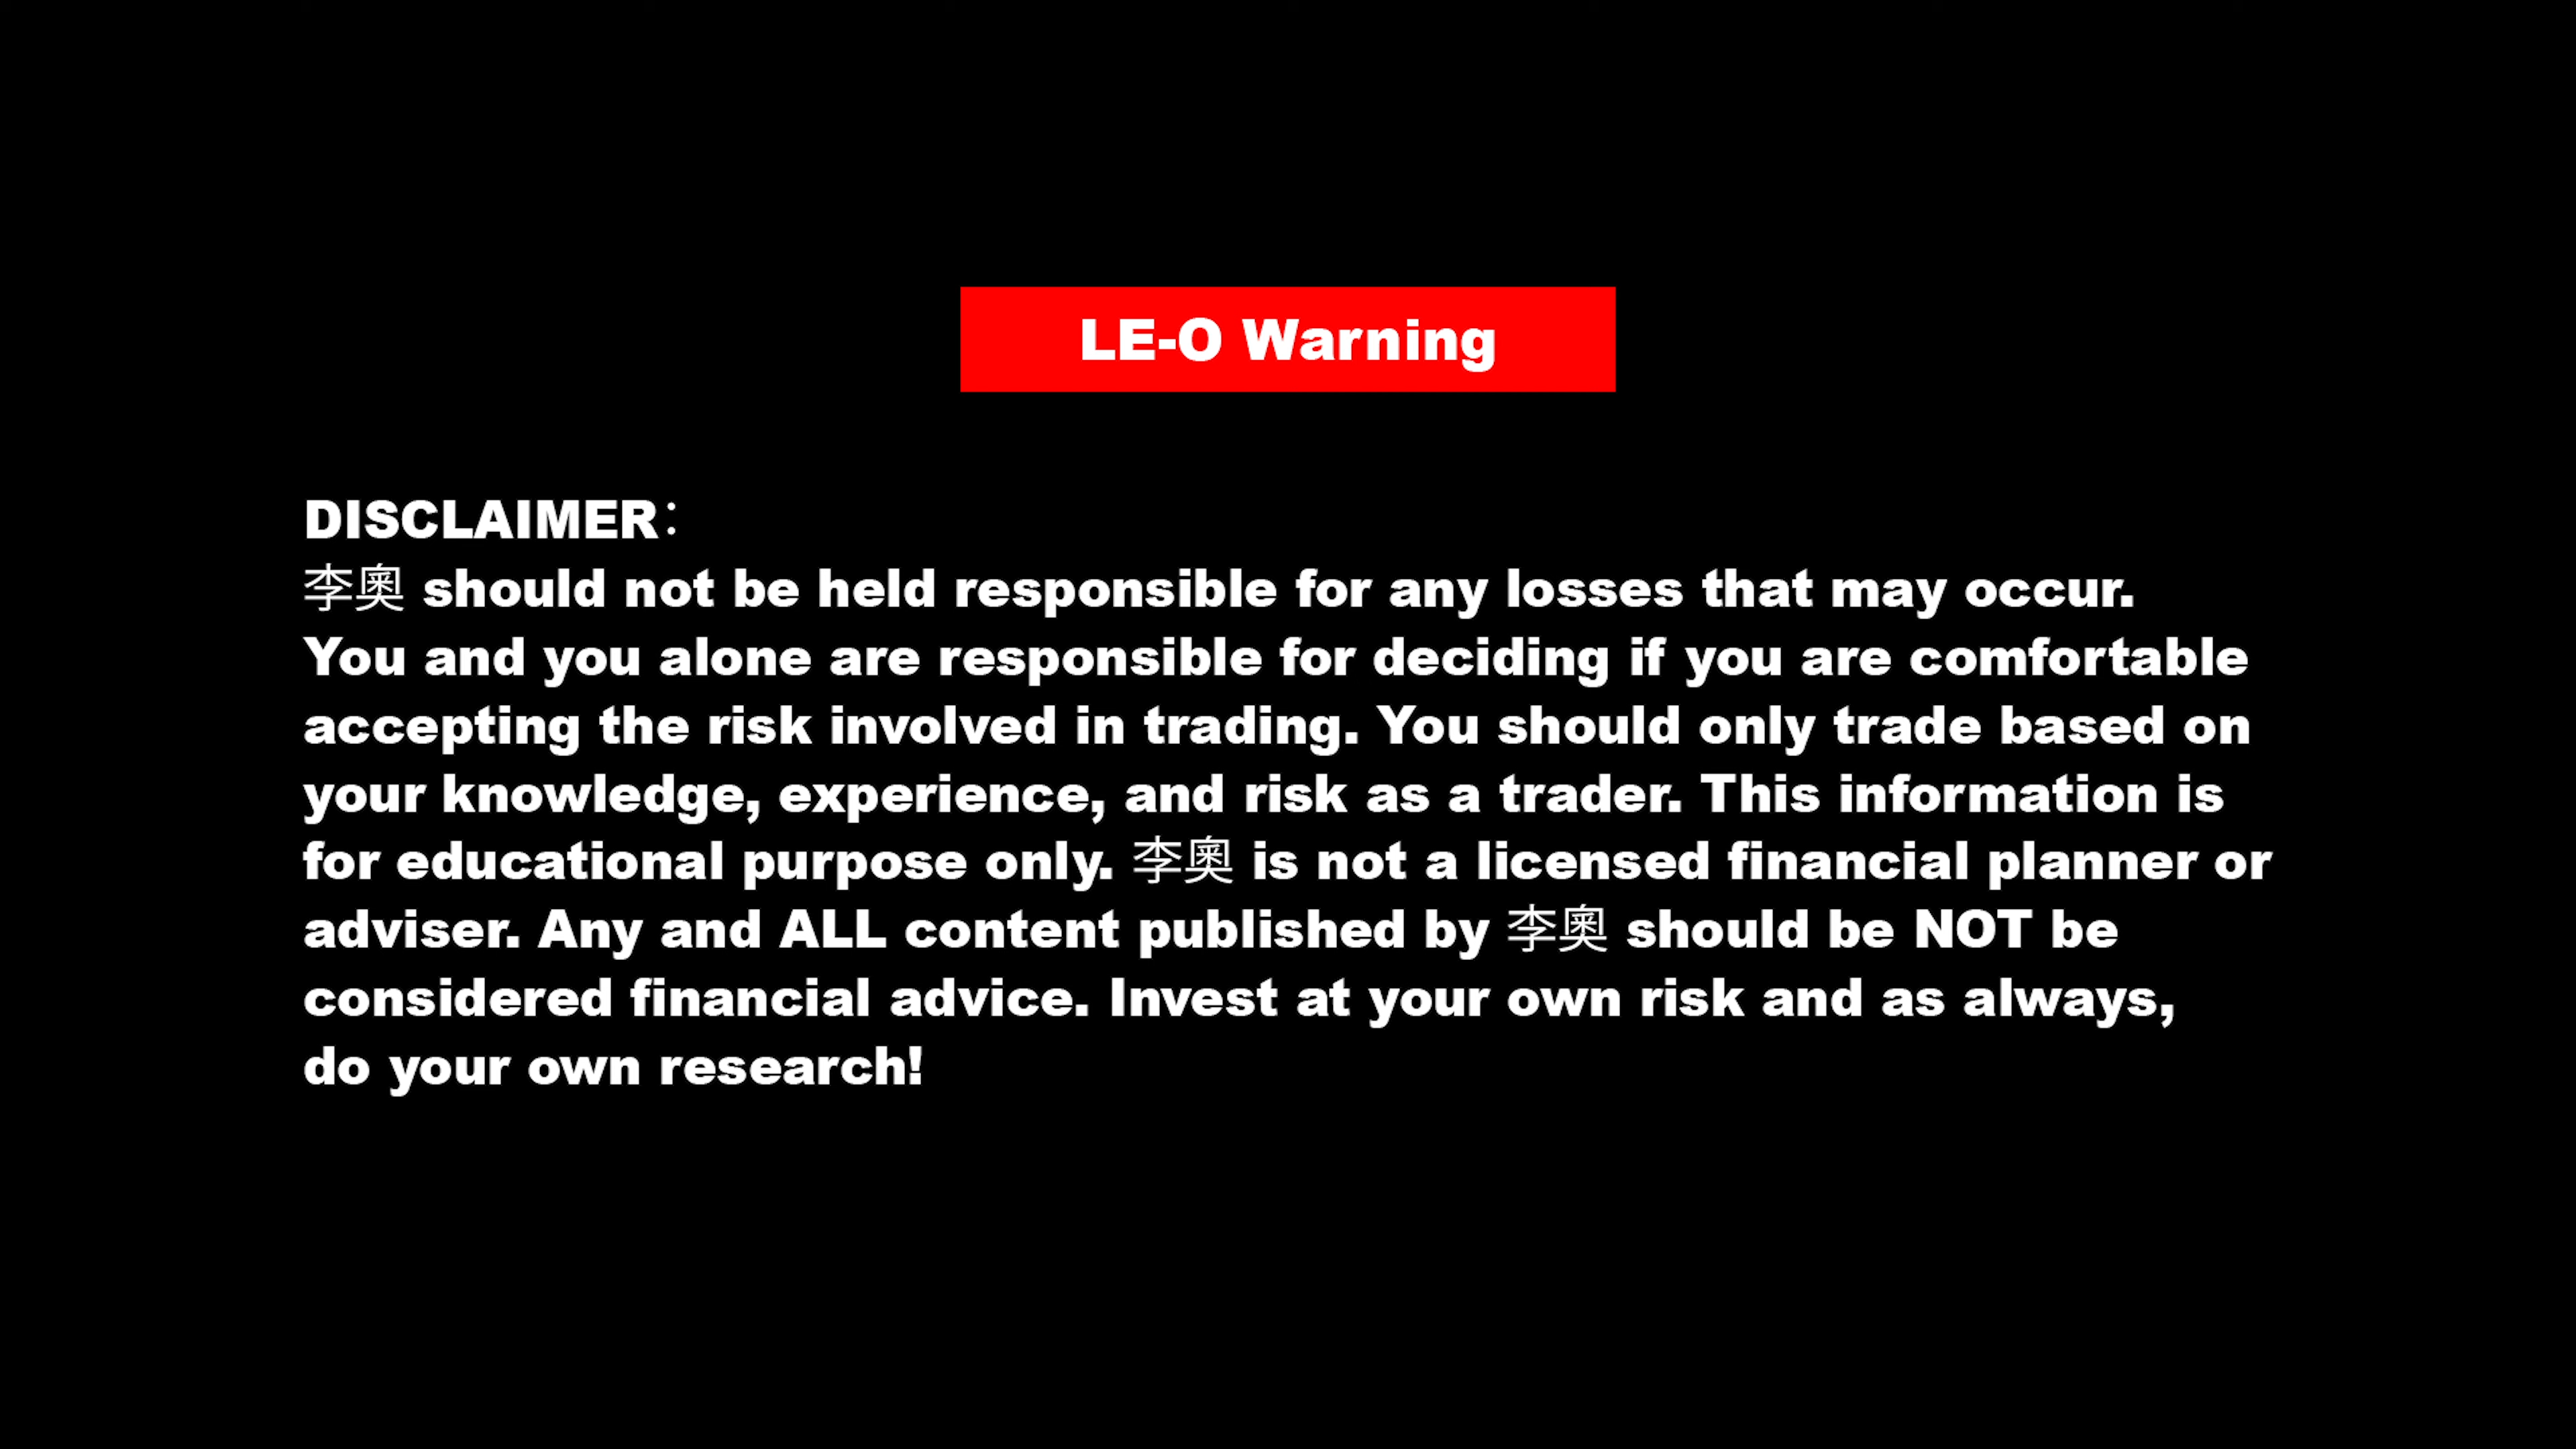 LE-O Warning
DISCLAIMER：
李奧 should not be held responsible for any losses that may occur.
You and you alone are responsible for deciding if you are comfortable
accepting the risk involved in trading. You should only trade based on
your knowledge, experience, and risk as a trader. This information is
for educational purpose only. 李奧 is not a licensed financial planner or
adviser. Any and ALL content published by 李奧 should be NOT be
considered financial advice. Invest at your own risk and as always,
do your own research!